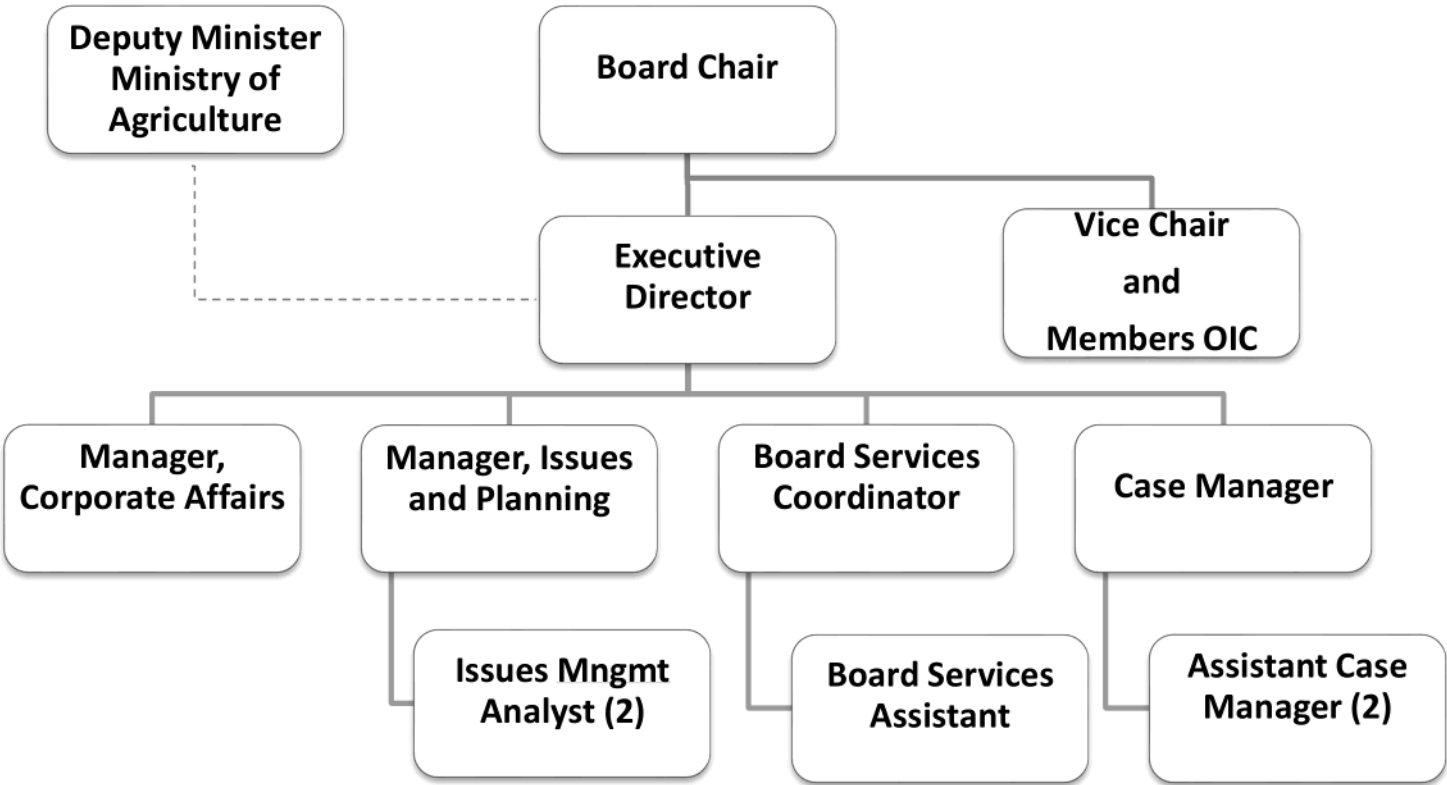 Deputy Minister
Ministry of
Agriculture
Board Chair
Executive
Director
Vice Chair
and
Members OIC
Manager,
Corporate Affairs
Manager, Issues
and Planning
Board Services
Coordinator
Case Manager
Issues Mngmt
Analyst (2)
Board Services
Assistant
Assistant Case
Manager (2)